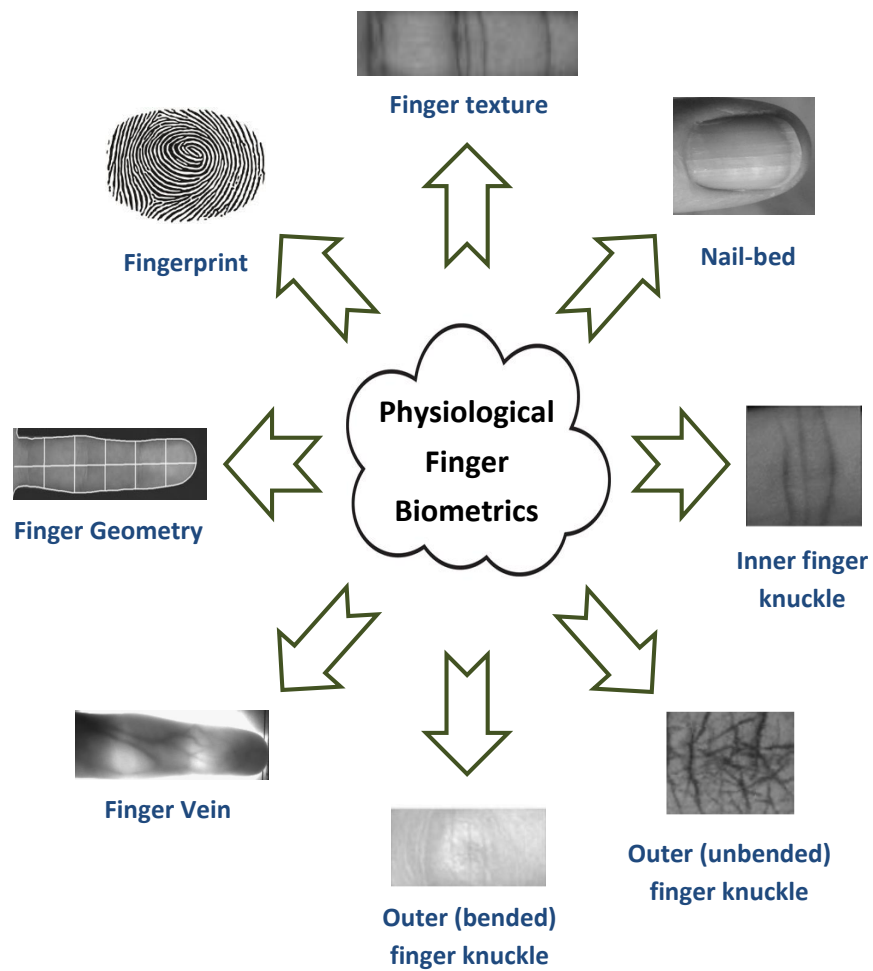 Finger texture
Fingerprint
Nail-bed
Physiological
Finger
Biometrics
Finger Geometry
Inner finger
knuckle
Finger Vein
Outer (unbended)
finger knuckle
Outer (bended)
finger knuckle